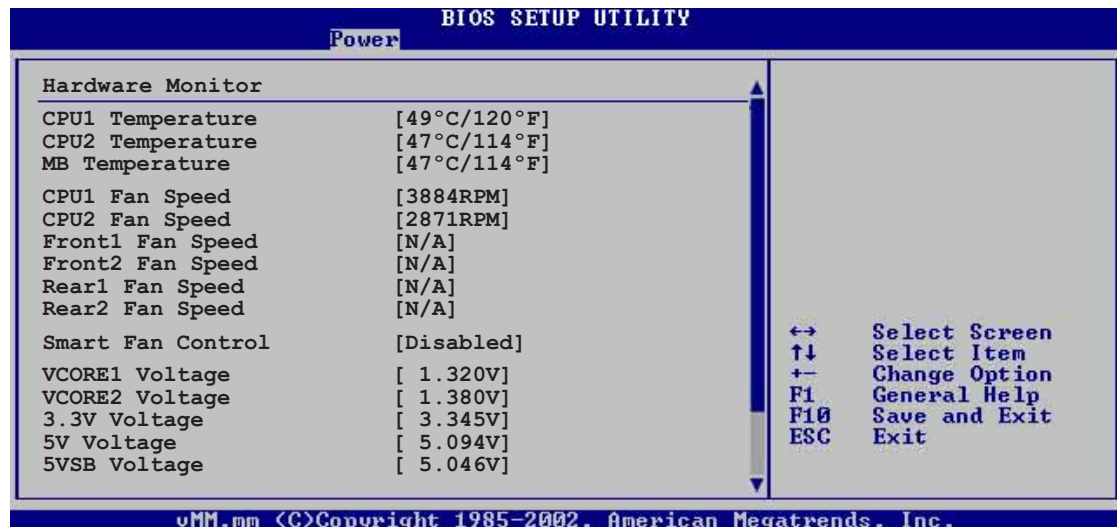 BIOS SETUP UTILITY
Power
Hardware Monitor
CPU1 Temperature [49°C/120°F]
CPU2 Temperature [47°C/114°F]
MB Temperature [47°C/114°F]
CPU1 Fan Speed [3884RPM]
CPU2 Fan Speed [2871RPM]
Front1 Fan Speed [N/A]
Front2 Fan Speed [N/A]
Rear1 Fan Speed [N/A]
Rear2 Fan Speed [N/A]
Smart Fan Control [Disabled]
VCORE1 Voltage [ 1.320V]
VCORE2 Voltage [ 1.380V]
3.3V Voltage [ 3.345V]
5V Voltage [ 5.094V]
5VSB Voltage [ 5.046V]
←→ Select Screen
↑↓ Select Item
+- Change Option
F1 General Help
F10 Save and Exit
ESC Exit
vMM.mm (C)Copyright 1985-2002, American Megatrends, Inc.